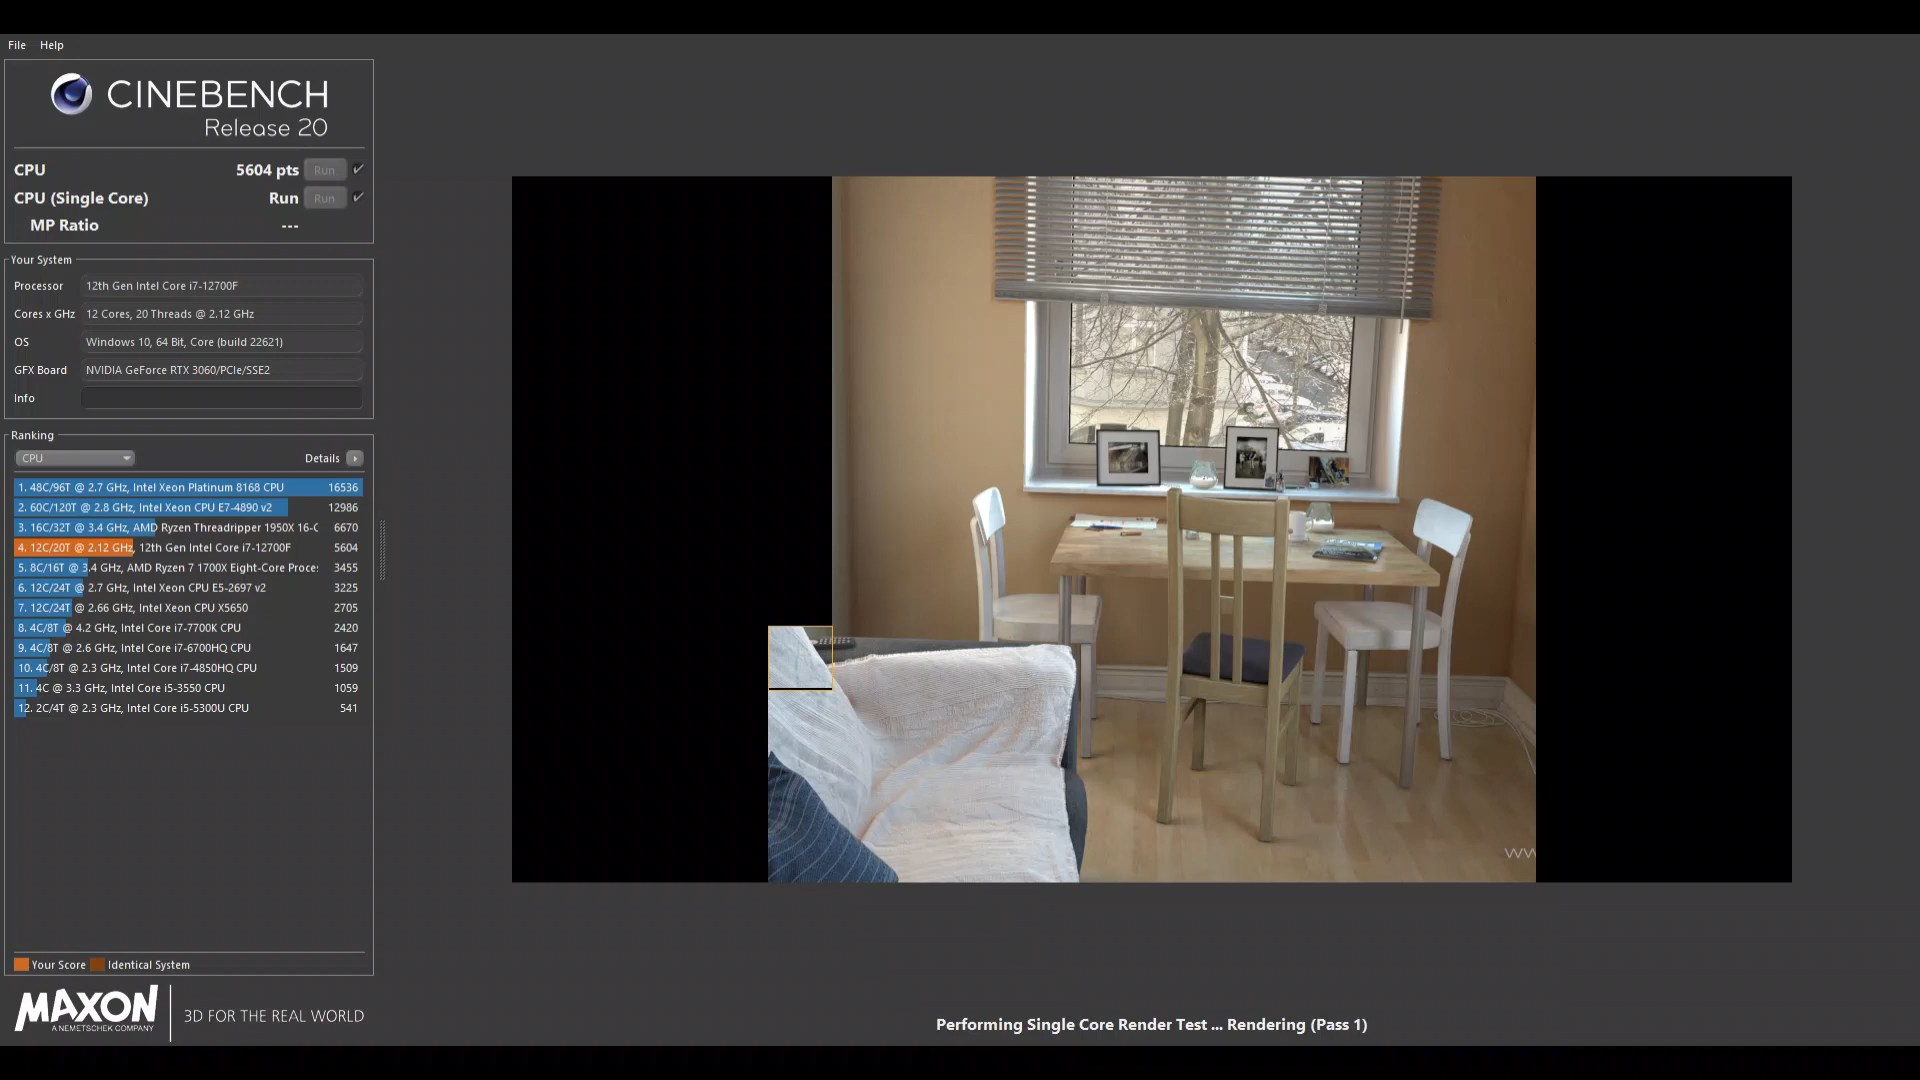 File Help
CINEBENCH
Release 20
CPU 5604 pts Run
CPU (Single Core) Run Run
MP Ratio ---
Your System
Processor 12th Gen Intel Core i7-12700F
Cores x GHz 12 Cores, 20 Threads @ 2.12 GHz
OS Windows 10, 64 Bit, Core (build 22621)
GFX Board NVIDIA GeForce RTX 3060/PCIe/SSE2
Info
Ranking
CPU Details
1. 48C/96T @ 2.7 GHz, Intel Xeon Platinum 8168 CPU 16536
2. 60C/120T @ 2.8 GHz, Intel Xeon CPU E7-4890 v2 12986
3. 16C/32T @ 3.4 GHz, AMD Ryzen Threadripper 1950X 16-C 6670
4. 12C/20T @ 2.12 GHz, 12th Gen Intel Core i7-12700F 5604
5. 8C/16T @ 3.4 GHz, AMD Ryzen 7 1700X Eight-Core Proces 3455
6. 12C/24T @ 2.7 GHz, Intel Xeon CPU E5-2697 v2 3225
7. 12C/24T @ 2.66 GHz, Intel Xeon CPU X5650 2705
8. 4C/8T @ 4.2 GHz, Intel Core i7-7700K CPU 2420
9. 4C/8T @ 2.6 GHz, Intel Core i7-6700HQ CPU 1647
10. 4C/8T @ 2.3 GHz, Intel Core i7-4850HQ CPU 1509
11. 4C @ 3.3 GHz, Intel Core i5-3550 CPU 1059
12. 2C/4T @ 2.3 GHz, Intel Core i5-5300U CPU 541
Your Score Identical System
MAXON
A NEMETSCHEK COMPANY
3D FOR THE REAL WORLD
Performing Single Core Render Test ... Rendering (Pass 1)